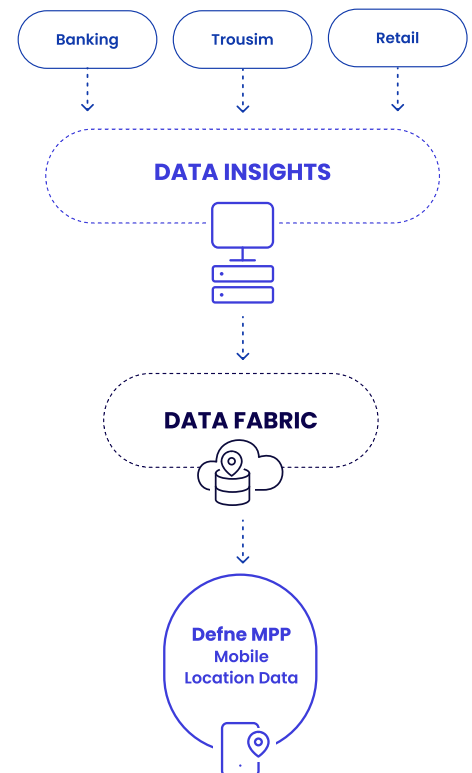 Banking
Trousim
Retail
DATA INSIGHTS
DATA FABRIC
Defne MPP
Mobile
Location Data